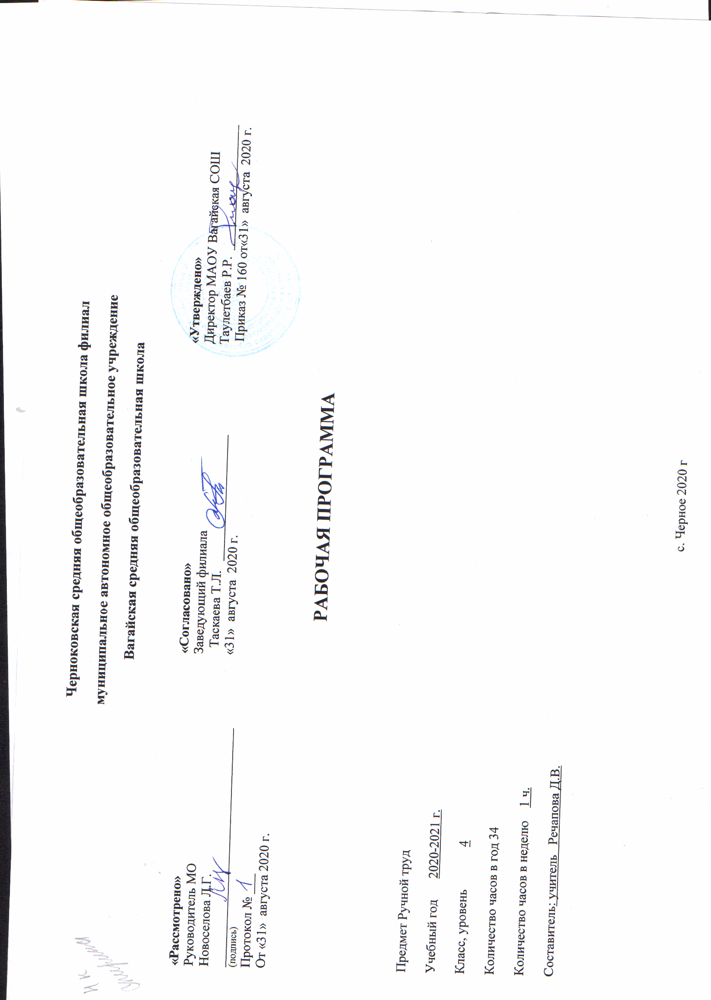 Черноковская средняя общеобразовательная школа филиал
муниципальное автономное общеобразовательное учреждение
Вагайская средняя общеобразовательная школа
«Рассмотрено»
Руководитель МО
Новоселова Л.Г.
(подпись)
Протокол № 1
От «31» августа 2020 г.
«Согласовано»
Заведующий филиала
Таскаева Т.Л.
«31» августа 2020 г.
«Утверждено»
Директор МАОУ Вагайская СОШ
Таулетбаев Р.Р.
Приказ № 160 от«31» августа 2020 г.
РАБОЧАЯ ПРОГРАММА
Предмет Ручной труд
Учебный год 2020-2021 г.
Класс, уровень 4
Количество часов в год 34
Количество часов в неделю 1 ч.
Составитель: учитель Речапова Д.В.
с. Черное 2020 г